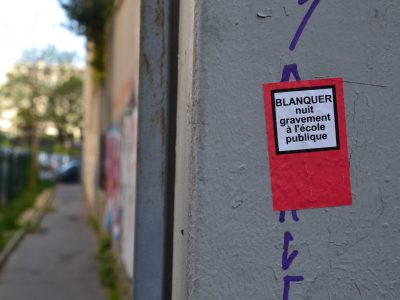 BLANQUER
nuit
gravement
à l'école
publique